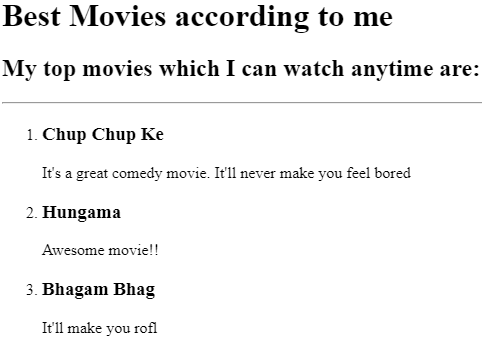 Best Movies according to me
My top movies which I can watch anytime are:
1. Chup Chup Ke
It's a great comedy movie. It'll never make you feel bored
2. Hungama
Awesome movie!!
3. Bhagam Bhag
It'll make you rofl